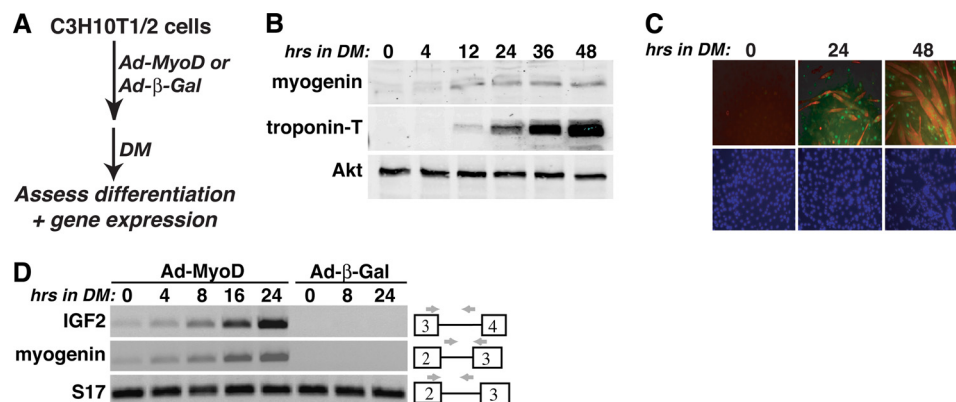 A
C3H10T1/2 cells
Ad-MyoD or
Ad-β-Gal
DM
Assess differentiation
+ gene expression
B
hrs in DM: 0 4 12 24 36 48
myogenin
troponin-T
Akt
C
hrs in DM: 0 24 48
D
Ad-MyoD Ad-β-Gal
hrs in DM: 0 4 8 16 24 0 8 24
IGF2 3 4
myogenin 2 3
S17 2 3